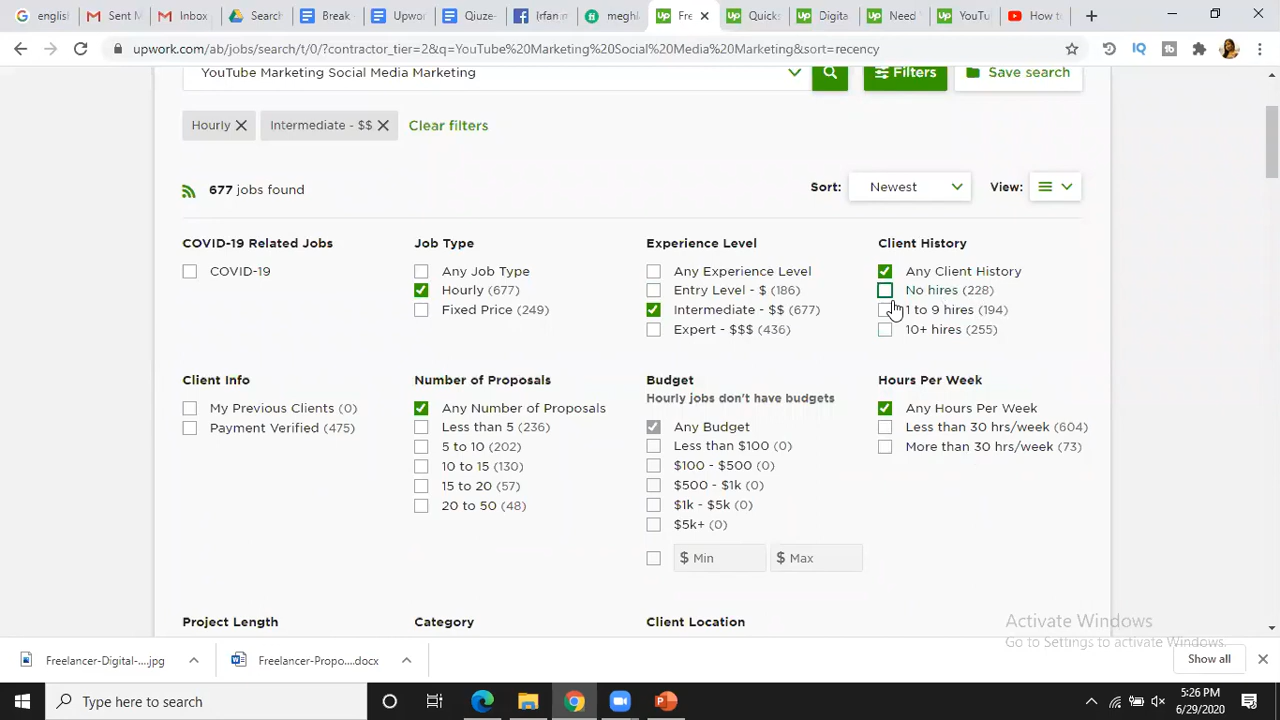 english
Sent M
Inbox
Search
Break
Upwor
Qiuze-
Irfan m
meghi
Fre
Quick
Digita
Need
YouTu
How t
upwork.com/ab/jobs/search/t/0/?contractor_tier=2&q=YouTube%20Marketing%20Social%20Media%20Marketing&sort=recency
YouTube Marketing Social Media Marketing
Filters
Save search
Hourly
Intermediate - $$
Clear filters
677 jobs found
Sort: Newest
View:
COVID-19 Related Jobs
COVID-19
Job Type
Any Job Type
Hourly (677)
Fixed Price (249)
Experience Level
Any Experience Level
Entry Level - $ (186)
Intermediate - $$ (677)
Expert - $$$ (436)
Client History
Any Client History
No hires (228)
1 to 9 hires (194)
10+ hires (255)
Client Info
My Previous Clients (0)
Payment Verified (475)
Number of Proposals
Any Number of Proposals
Less than 5 (236)
5 to 10 (202)
10 to 15 (130)
15 to 20 (57)
20 to 50 (48)
Budget
Hourly jobs don't have budgets
Any Budget
Less than $100 (0)
$100 - $500 (0)
$500 - $1k (0)
$1k - $5k (0)
$5k+ (0)
$ Min
$ Max
Hours Per Week
Any Hours Per Week
Less than 30 hrs/week (604)
More than 30 hrs/week (73)
Project Length
Category
Client Location
Activate Windows
Go to Settings to activate Windows.
Freelancer-Digital-....jpg
Freelancer-Propo....docx
Show all
Type here to search
5:26 PM
6/29/2020